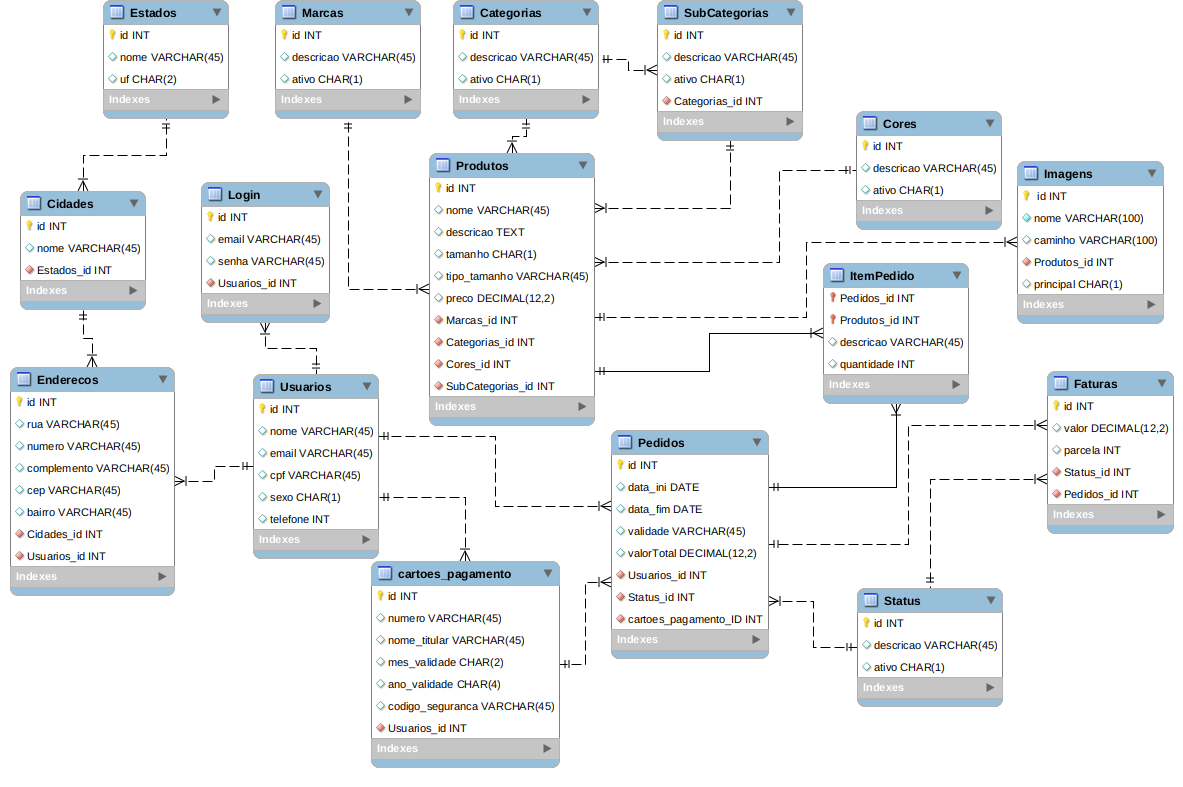 Estados
id INT
nome VARCHAR(45)
uf CHAR(2)
Indexes
Marcas
id INT
descricao VARCHAR(45)
ativo CHAR(1)
Indexes
Categorias
id INT
descricao VARCHAR(45)
ativo CHAR(1)
Indexes
SubCategorias
id INT
descricao VARCHAR(45)
ativo CHAR(1)
Categorias_id INT
Indexes
Cores
id INT
descricao VARCHAR(45)
ativo CHAR(1)
Indexes
Imagens
id INT
nome VARCHAR(100)
caminho VARCHAR(100)
Produtos_id INT
principal CHAR(1)
Indexes
Cidades
id INT
nome VARCHAR(45)
Estados_id INT
Indexes
Login
id INT
email VARCHAR(45)
senha VARCHAR(45)
Usuarios_id INT
Indexes
Produtos
id INT
nome VARCHAR(45)
descricao TEXT
tamanho CHAR(1)
tipo_tamanho VARCHAR(45)
preco DECIMAL(12,2)
Marcas_id INT
Categorias_id INT
Cores_id INT
SubCategorias_id INT
Indexes
ItemPedido
Pedidos_id INT
Produtos_id INT
descricao VARCHAR(45)
quantidade INT
Indexes
Enderecos
id INT
rua VARCHAR(45)
numero VARCHAR(45)
complemento VARCHAR(45)
cep VARCHAR(45)
bairro VARCHAR(45)
Cidades_id INT
Usuarios_id INT
Indexes
Usuarios
id INT
nome VARCHAR(45)
email VARCHAR(45)
cpf VARCHAR(45)
sexo CHAR(1)
telefone INT
Indexes
Pedidos
id INT
data_ini DATE
data_fim DATE
validade VARCHAR(45)
valorTotal DECIMAL(12,2)
Usuarios_id INT
Status_id INT
cartoes_pagamento_ID INT
Indexes
Faturas
id INT
valor DECIMAL(12,2)
parcela INT
Status_id INT
Pedidos_id INT
Indexes
cartoes_pagamento
id INT
numero VARCHAR(45)
nome_titular VARCHAR(45)
mes_validade CHAR(2)
ano_validade CHAR(4)
codigo_seguranca VARCHAR(45)
Usuarios_id INT
Indexes
Status
id INT
descricao VARCHAR(45)
ativo CHAR(1)
Indexes